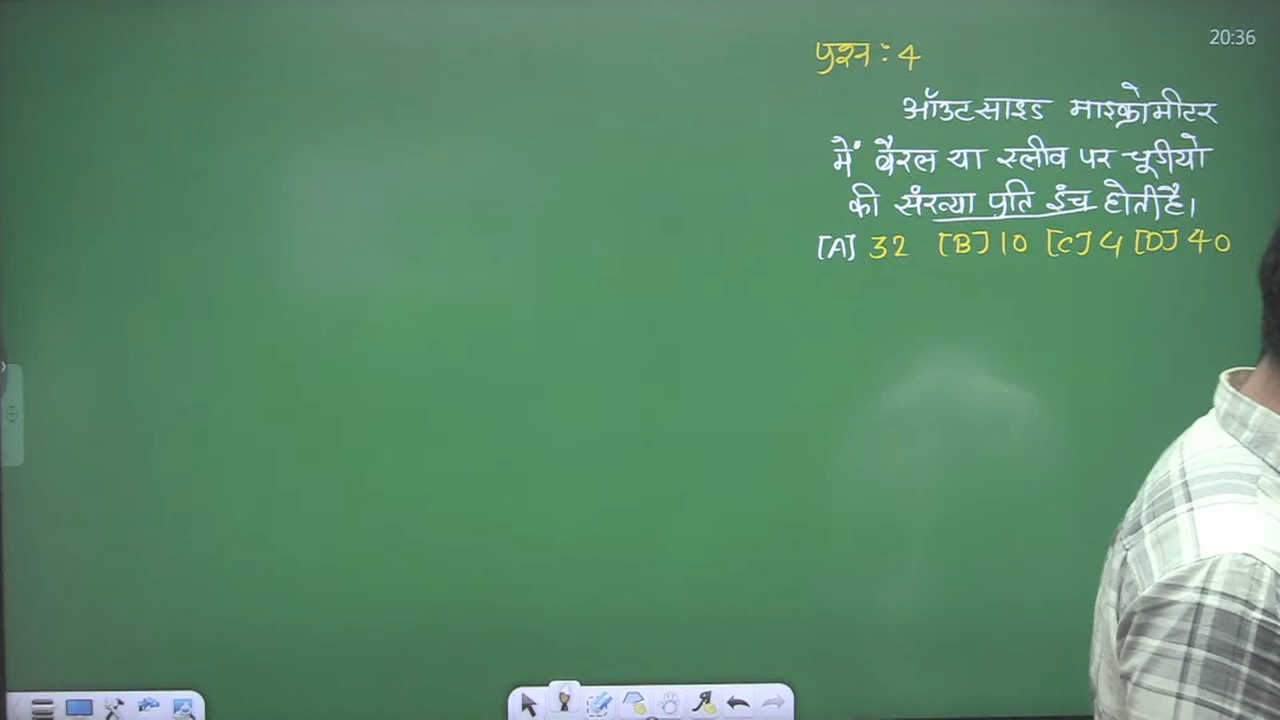 20:36
प्रश्न : 4
ऑउटसाइड माइक्रोमीटर
में बैरल या स्लीव पर चूडीयो
की संख्या प्रति इंच होती है।
[A] 32 [B] 10 [C] 4 [D] 40